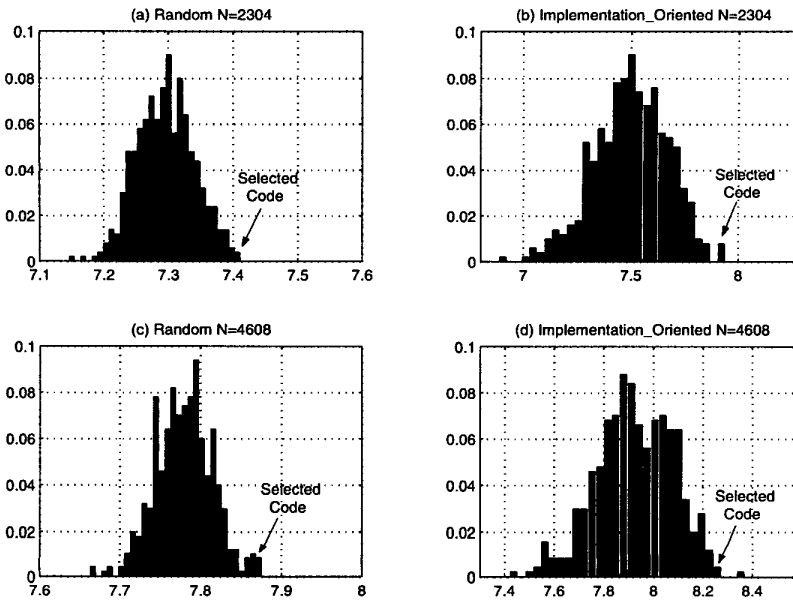 (a) Random N=2304
0.1
0.08
0.06
0.04
0.02
0
7.1 7.2 7.3 7.4 7.5 7.6
Selected
Code
(b) Implementation_Oriented N=2304
0.1
0.08
0.06
0.04
0.02
0
7 7.5 8
Selected
Code
(c) Random N=4608
0.1
0.08
0.06
0.04
0.02
0
7.6 7.7 7.8 7.9 8
Selected
Code
(d) Implementation_Oriented N=4608
0.1
0.08
0.06
0.04
0.02
0
7.4 7.6 7.8 8 8.2 8.4
Selected
Code